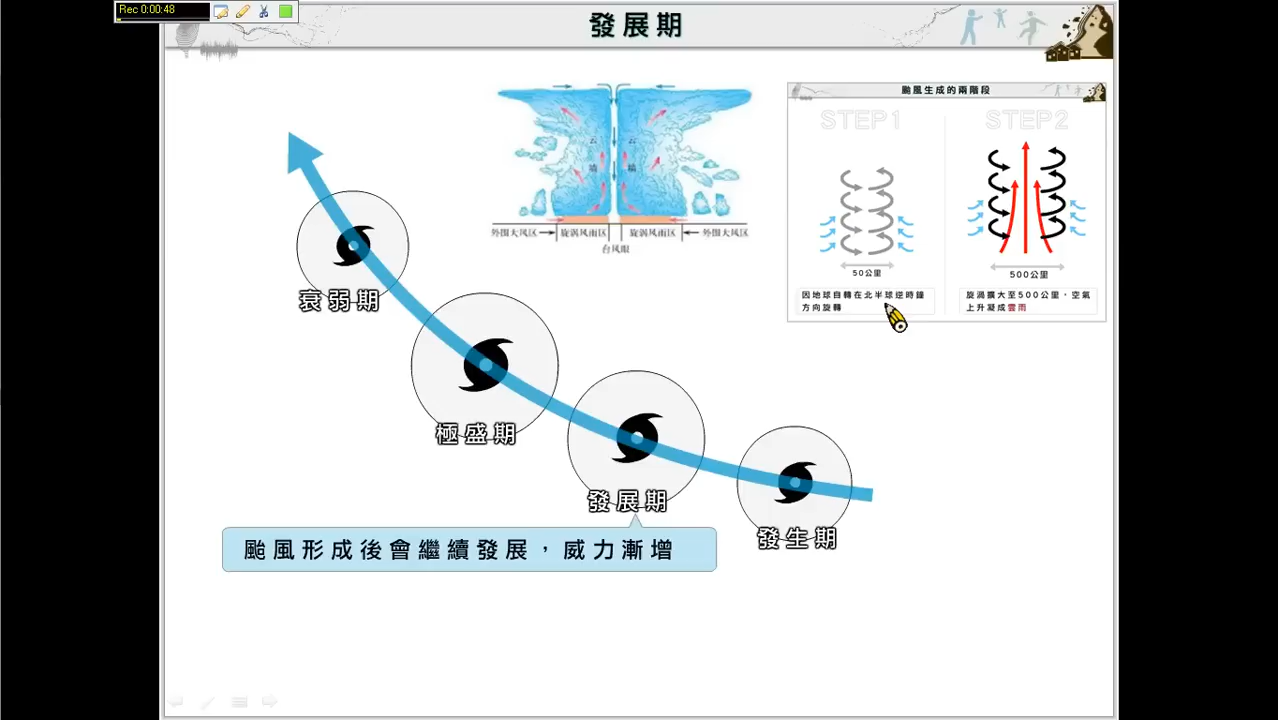 Rec 0:00:48
發展期
颱風生成的兩階段
STEP1
STEP2
云
云
墙
墙
外围大风区
旋涡风雨区
旋涡风雨区
外围大风区
台风眼
50公里
500公里
因地球自轉在北半球逆時鐘
方向旋轉
旋渦擴大至500公里，空氣
上升凝成雲雨
衰弱期
極盛期
發展期
發生期
颱風形成後會繼續發展，威力漸增